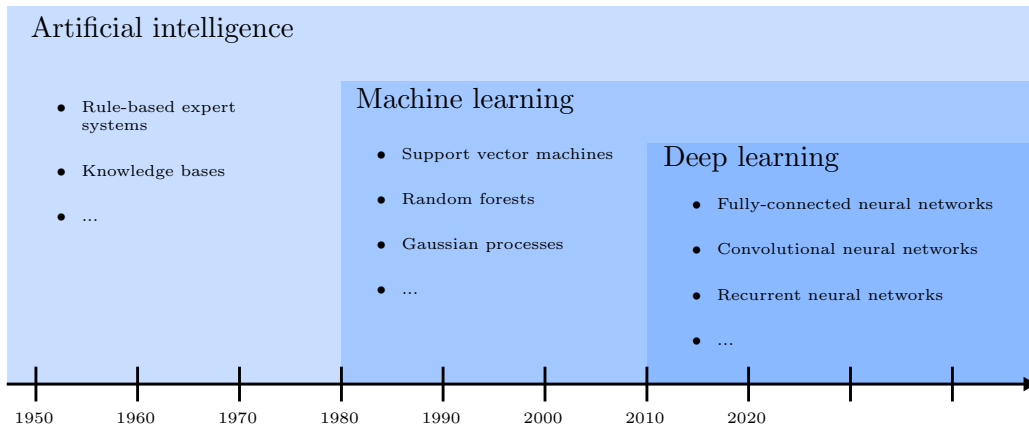 Artificial intelligence
• Rule-based expert
systems
• Knowledge bases
• ...
Machine learning
• Support vector machines
• Random forests
• Gaussian processes
• ...
Deep learning
• Fully-connected neural networks
• Convolutional neural networks
• Recurrent neural networks
• ...
1950 1960 1970 1980 1990 2000 2010 2020